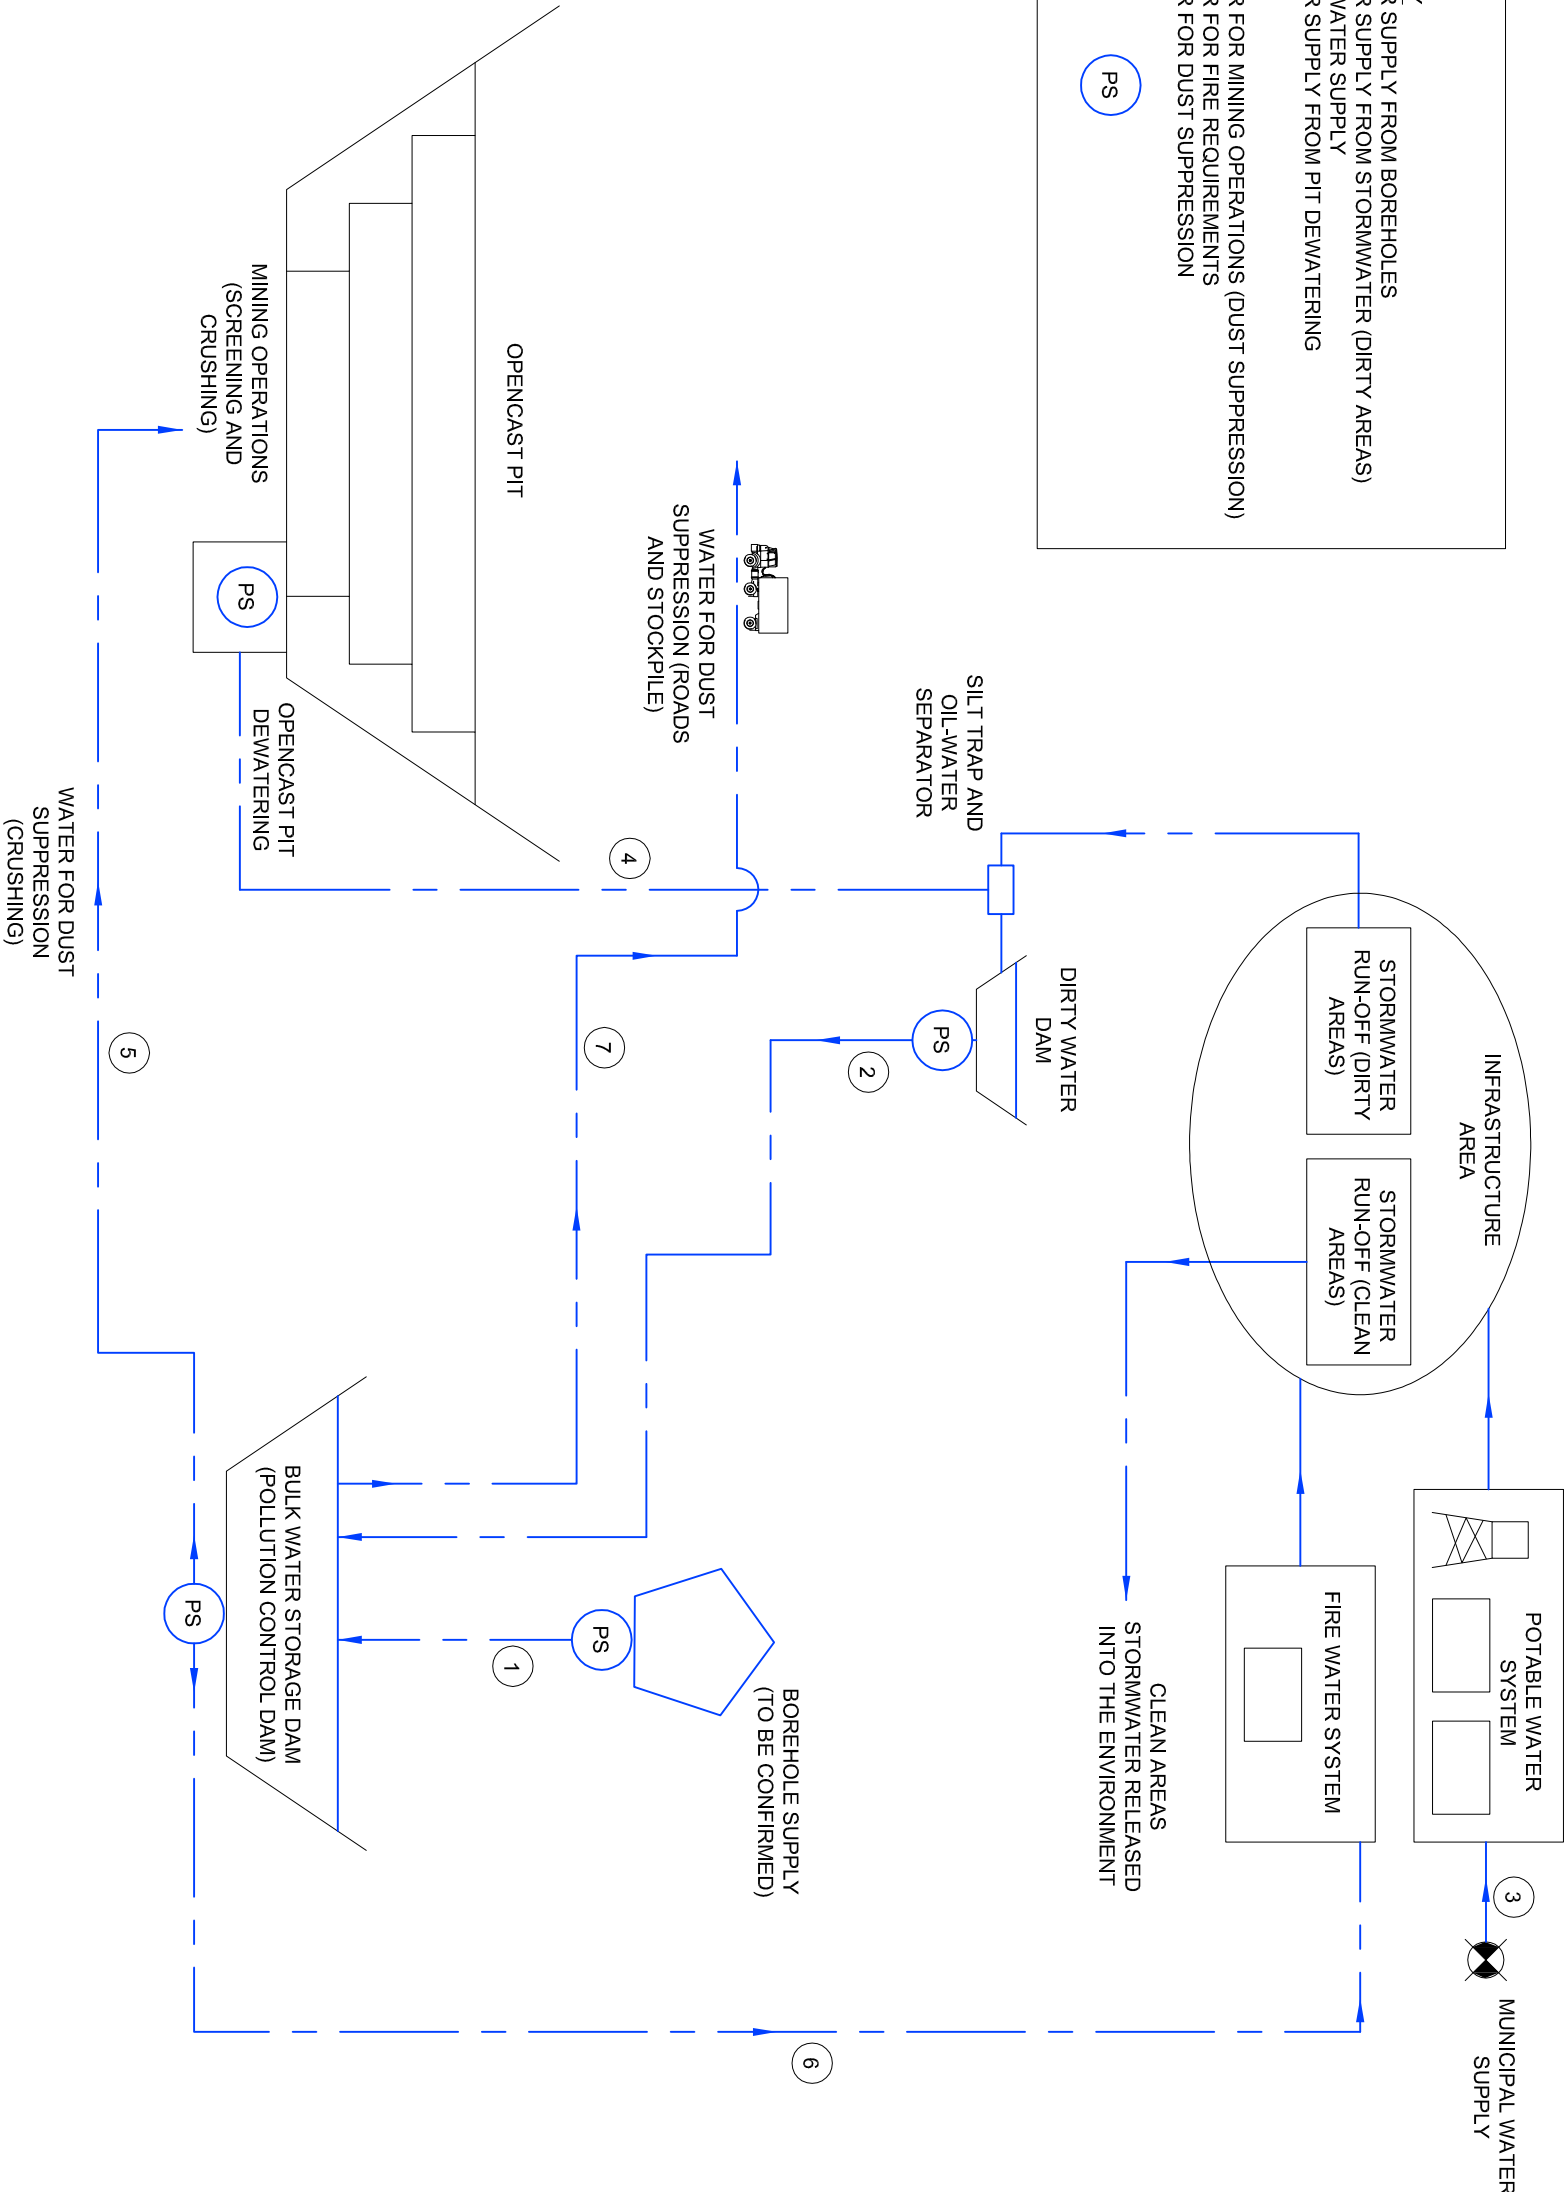 Y
R SUPPLY FROM BOREHOLES
R SUPPLY FROM STORMWATER (DIRTY AREAS)
WATER SUPPLY
R SUPPLY FROM PIT DEWATERING
R FOR MINING OPERATIONS (DUST SUPPRESSION)
R FOR FIRE REQUIREMENTS
R FOR DUST SUPPRESSION
PS
INFRASTRUCTURE
AREA
STORMWATER
RUN-OFF (DIRTY
AREAS)
STORMWATER
RUN-OFF (CLEAN
AREAS)
POTABLE WATER
SYSTEM
3
MUNICIPAL WATER
SUPPLY
FIRE WATER SYSTEM
CLEAN AREAS
STORMWATER RELEASED
INTO THE ENVIRONMENT
DIRTY WATER
DAM
SILT TRAP AND
OIL-WATER
SEPARATOR
PS
2
BOREHOLE SUPPLY
(TO BE CONFIRMED)
6
WATER FOR DUST
SUPPRESSION (ROADS
AND STOCKPILE)
4
7
PS
1
OPENCAST PIT
OPENCAST PIT
DEWATERING
MINING OPERATIONS
(SCREENING AND
CRUSHING)
PS
BULK WATER STORAGE DAM
(POLLUTION CONTROL DAM)
PS
5
WATER FOR DUST
SUPPRESSION
(CRUSHING)